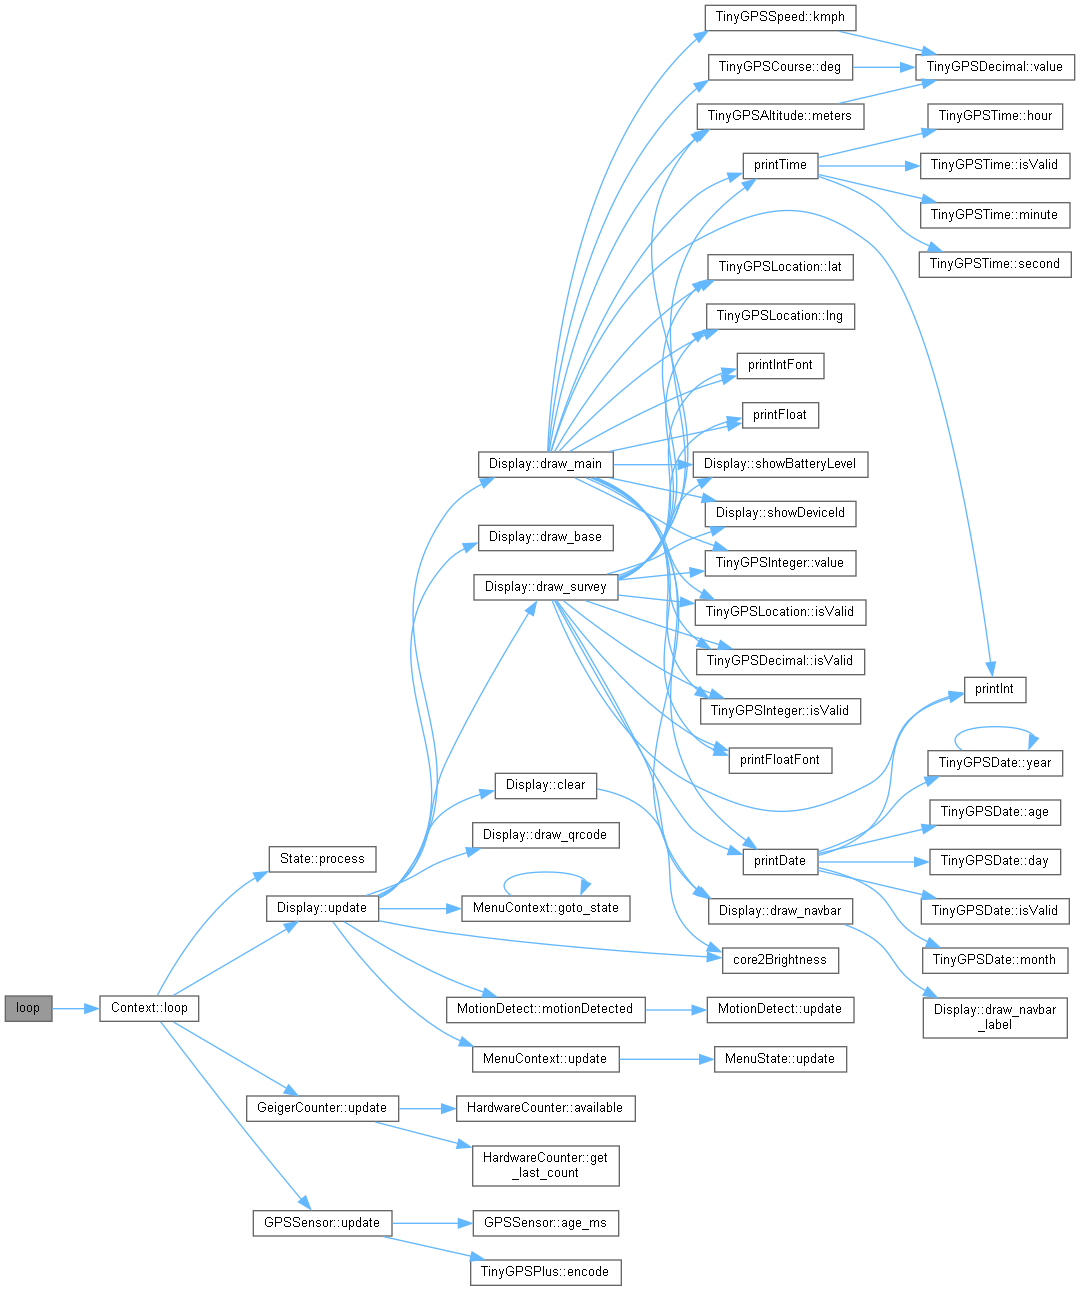 TinyGPSSpeed::kmph
TinyGPSCourse::deg
TinyGPSDecimal::value
TinyGPSAltitude::meters
TinyGPSTime::hour
printTime
TinyGPSTime::isValid
TinyGPSTime::minute
TinyGPSTime::second
TinyGPSLocation::lat
TinyGPSLocation::lng
printIntFont
printFloat
Display::draw_main
Display::showBatteryLevel
Display::showDeviceId
Display::draw_base
TinyGPSInteger::value
Display::draw_survey
TinyGPSLocation::isValid
TinyGPSDecimal::isValid
printInt
TinyGPSInteger::isValid
printFloatFont
TinyGPSDate::year
Display::clear
TinyGPSDate::age
Display::draw_qrcode
State::process
printDate
TinyGPSDate::day
Display::update
MenuContext::goto_state
Display::draw_navbar
TinyGPSDate::isValid
core2Brightness
TinyGPSDate::month
loop
Context::loop
MotionDetect::motionDetected
MotionDetect::update
Display::draw_navbar
_label
MenuContext::update
MenuState::update
GeigerCounter::update
HardwareCounter::available
HardwareCounter::get
_last_count
GPSSensor::update
GPSSensor::age_ms
TinyGPSPlus::encode